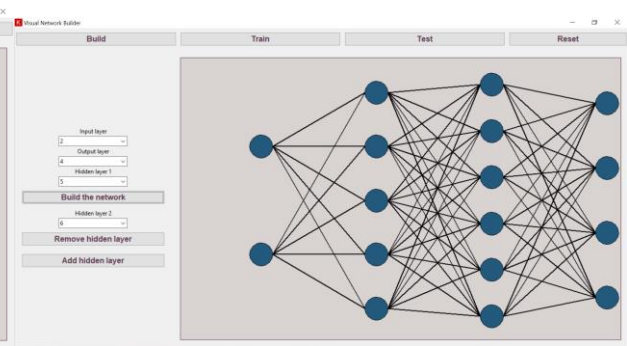 Visual Network Builder
Build
Train
Test
Reset
Input layer
2
Output layer
4
Hidden layer 1
5
Build the network
Hidden layer 2
6
Remove hidden layer
Add hidden layer